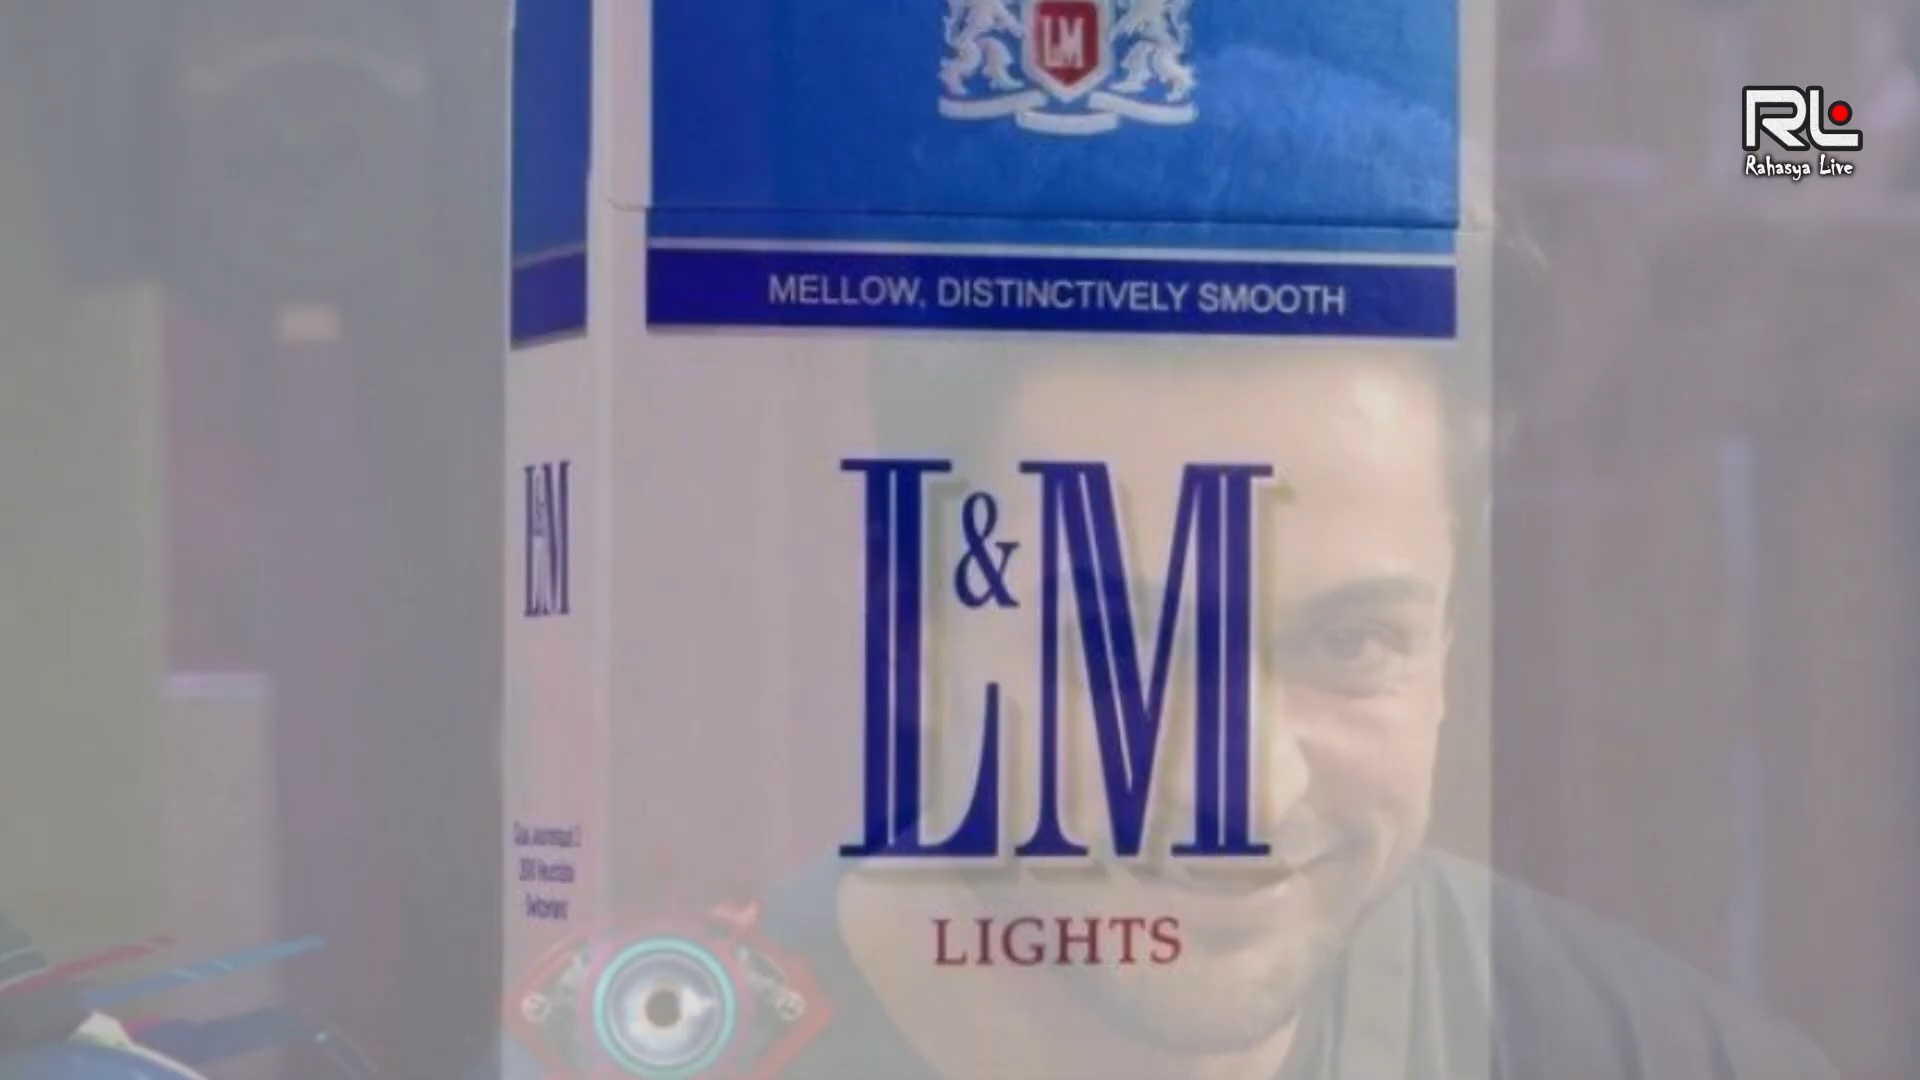 LM
RL
Rahasya Live
MELLOW, DISTINCTIVELY SMOOTH
L&M
L&M
LIGHTS